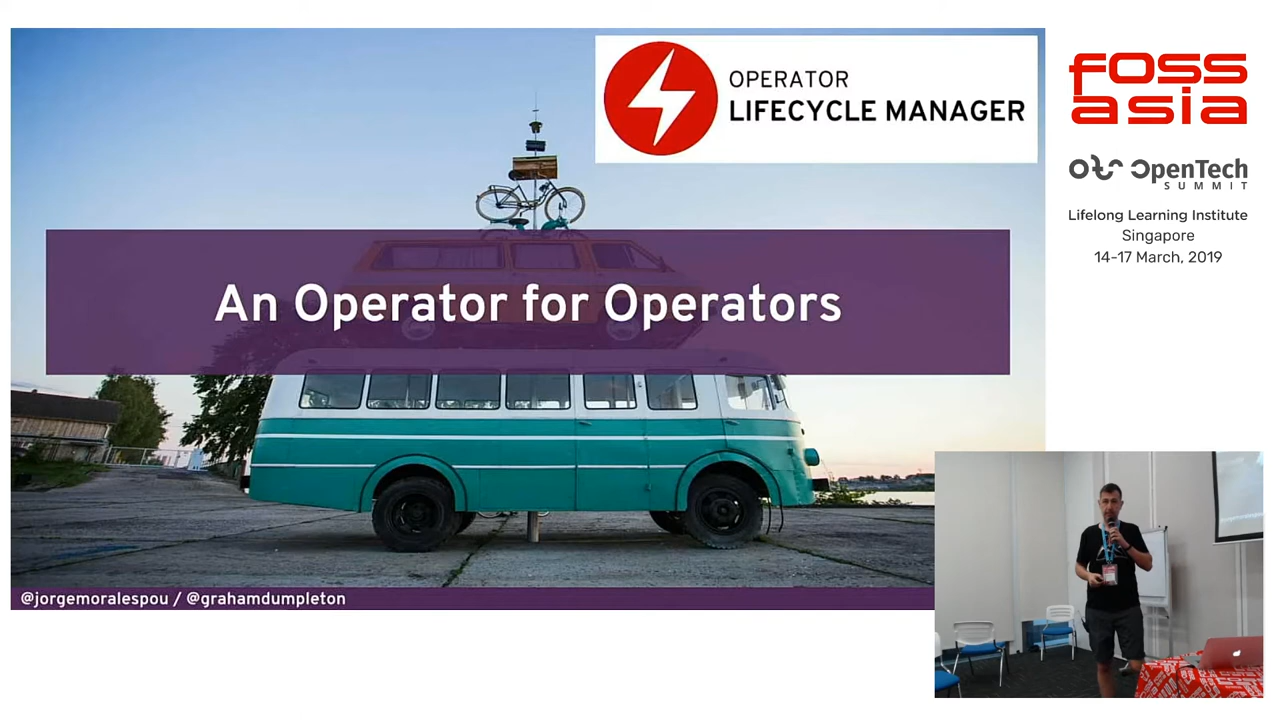 OPERATOR
LIFECYCLE MANAGER
An Operator for Operators
@jorgemoralespou / @grahamdumpleton
fOSS
asia
OpenTech
SUMMIT
Lifelong Learning Institute
Singapore
14-17 March, 2019